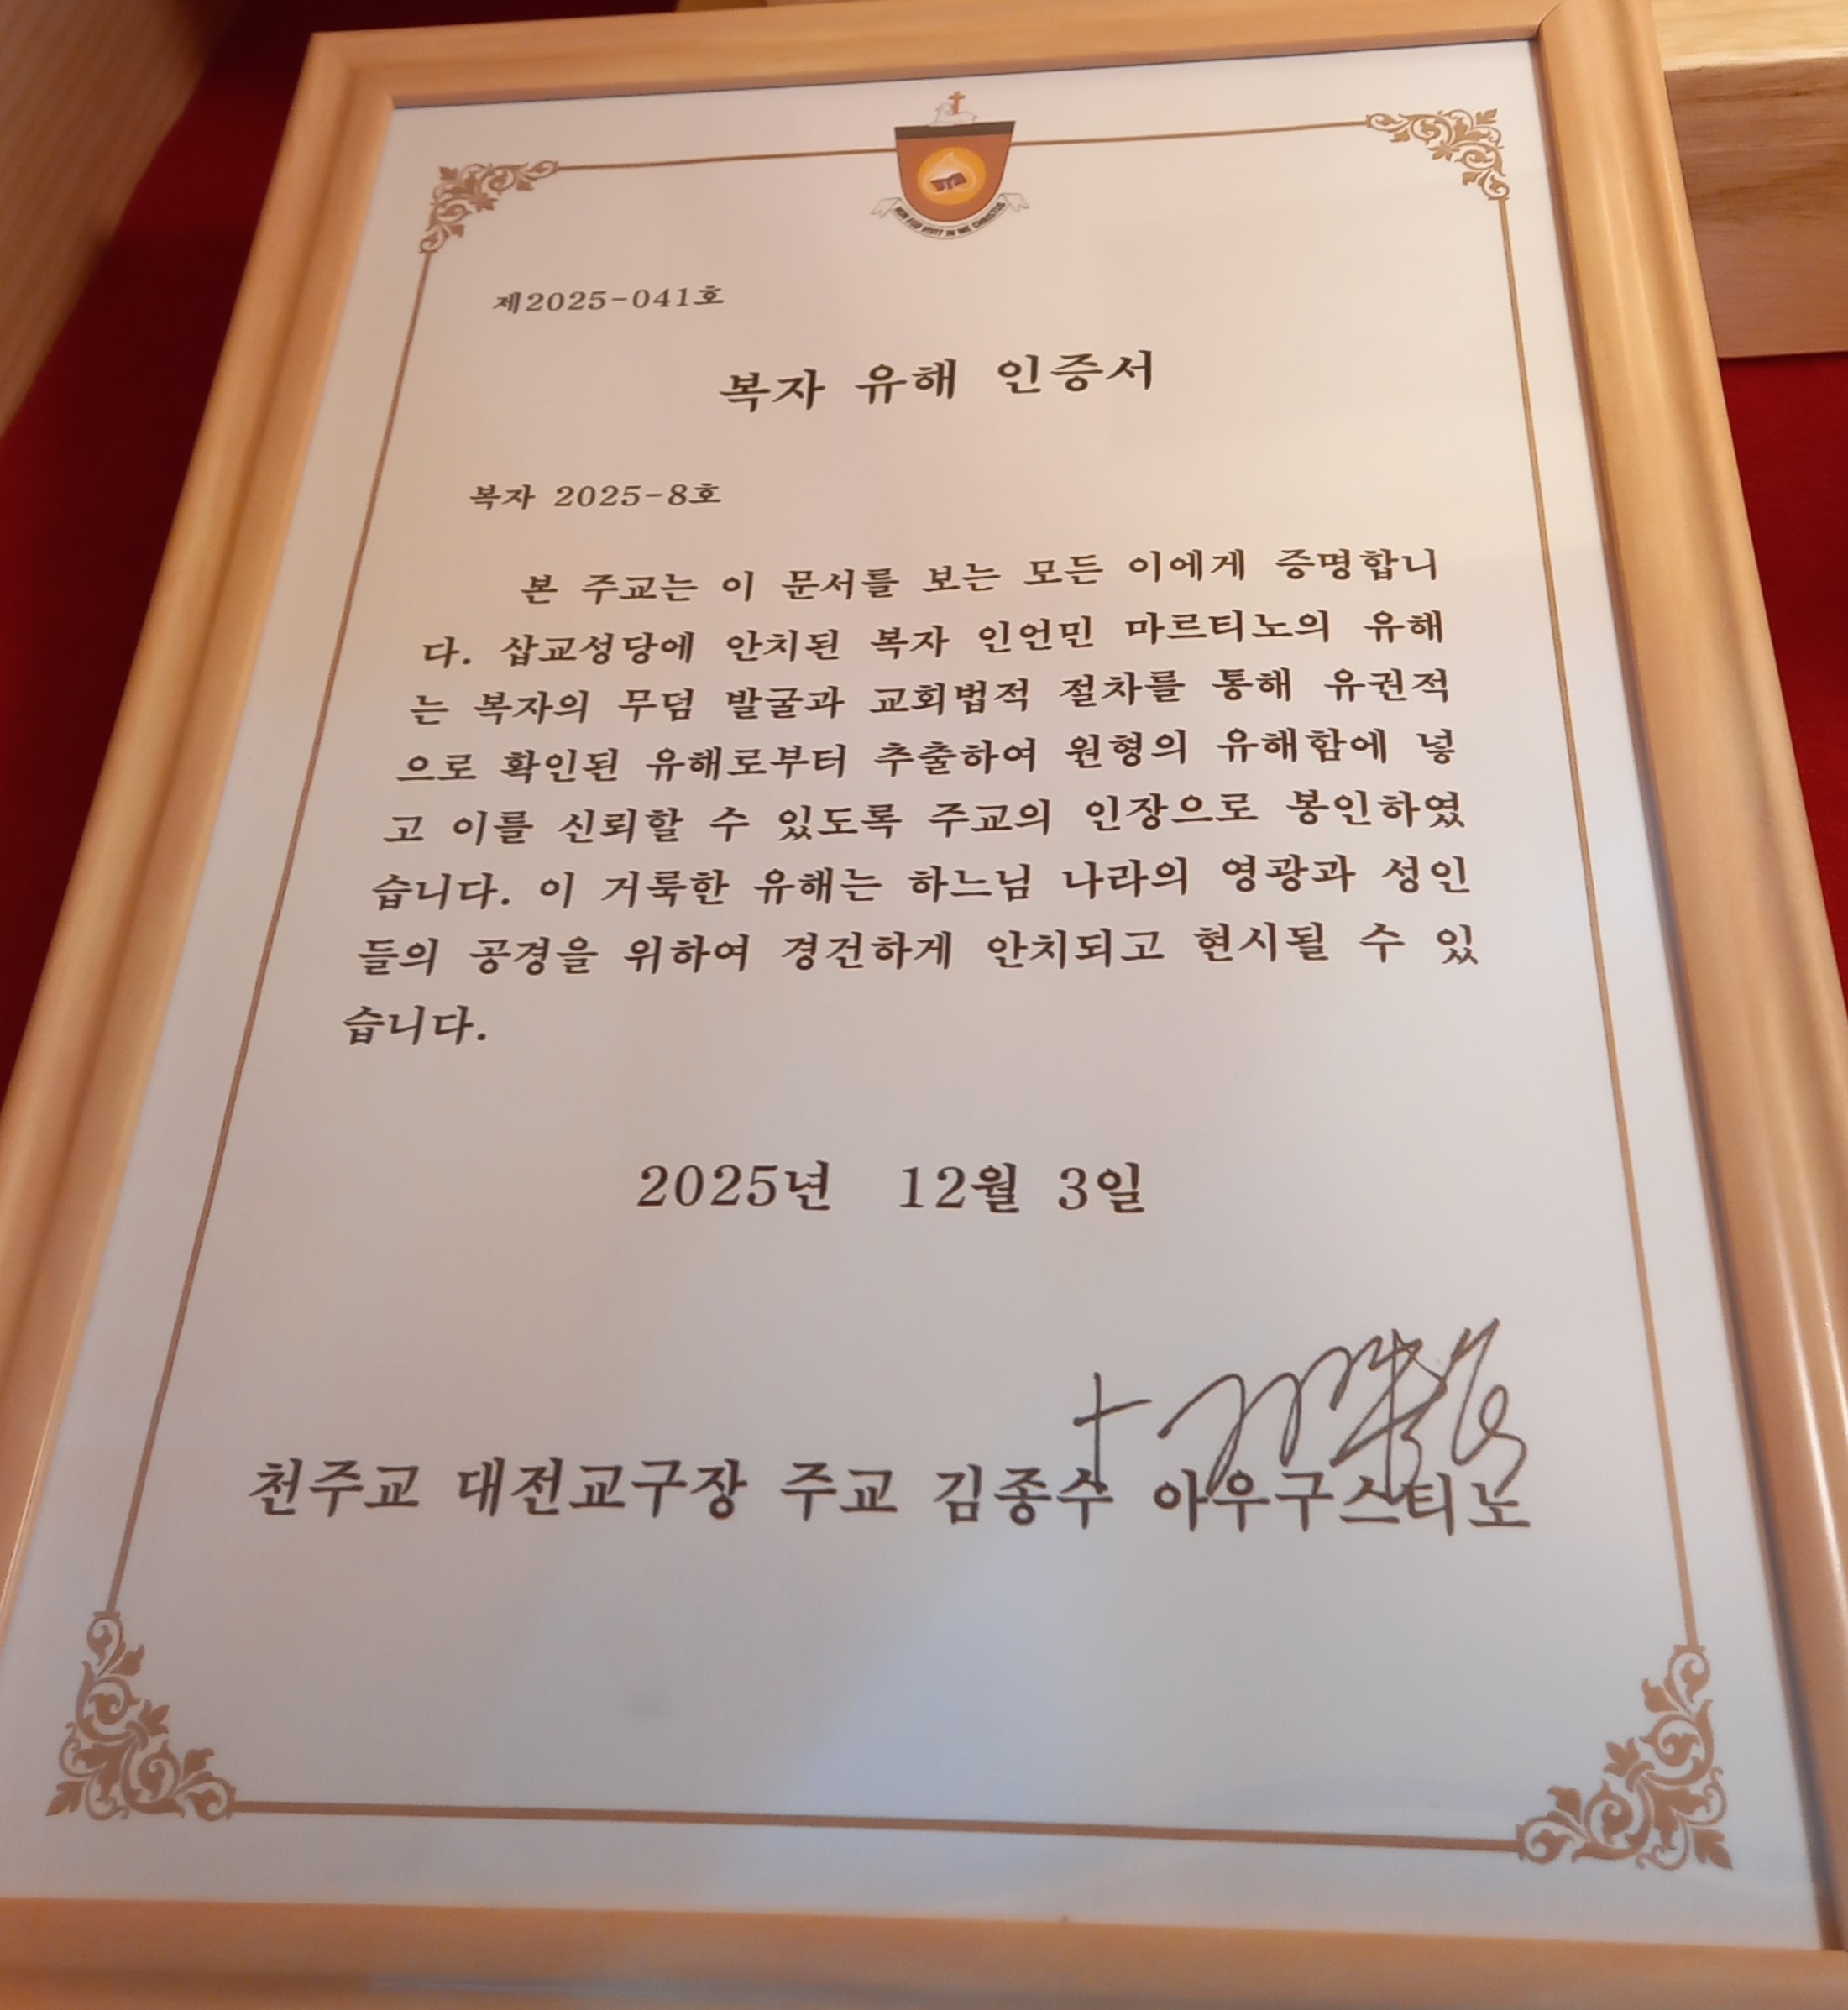 NON EGO VIVIT IN ME CHRISTUS
제2025-041호
복자 유해 인증서
복자 2025-8호
본 주교는 이 문서를 보는 모든 이에게 증명합니
다. 삽교성당에 안치된 복자 인언민 마르티노의 유해
는 복자의 무덤 발굴과 교회법적 절차를 통해 유권적
으로 확인된 유해로부터 추출하여 원형의 유해함에 넣
고 이를 신뢰할 수 있도록 주교의 인장으로 봉인하였
습니다. 이 거룩한 유해는 하느님 나라의 영광과 성인
들의 공경을 위하여 경건하게 안치되고 현시될 수 있
습니다.
2025년 12월 3일
천주교 대전교구장 주교 김종수 아우구스티노